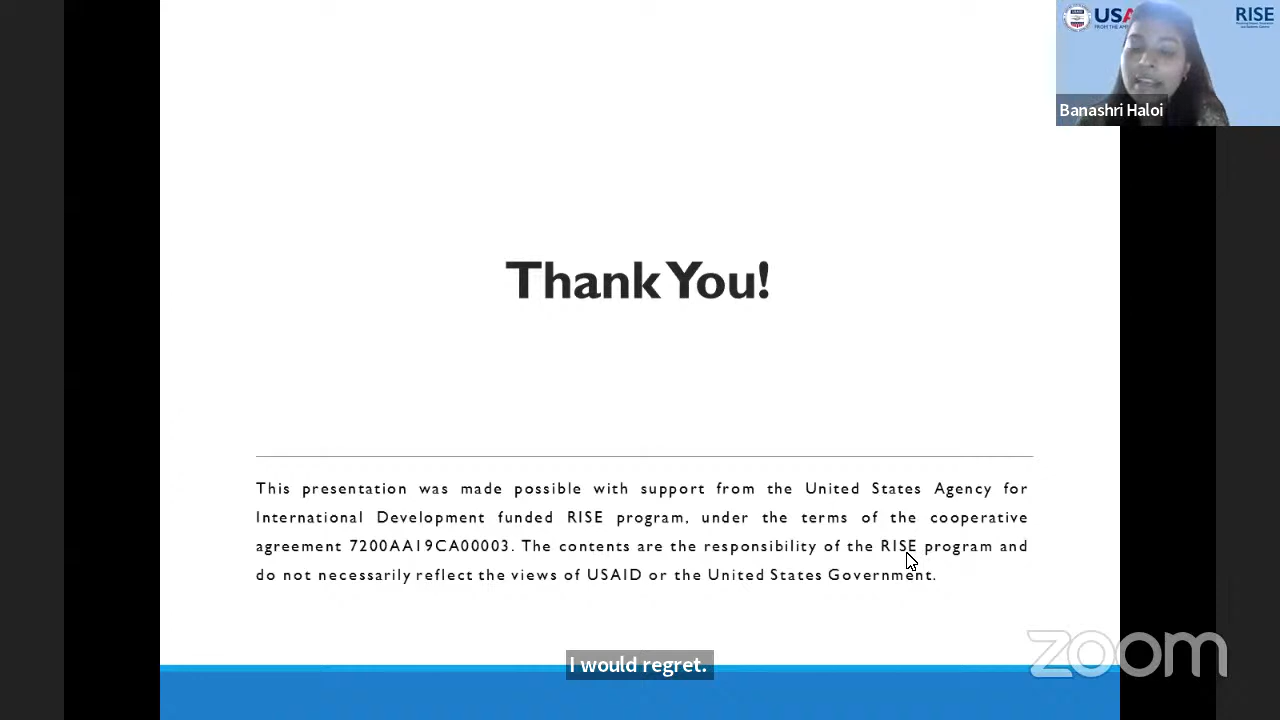 USA
RISE
Banashri Haloi
Thank You!
This presentation was made possible with support from the United States Agency for
International Development funded RISE program, under the terms of the cooperative
agreement 7200AA19CA00003. The contents are the responsibility of the RISE program and
do not necessarily reflect the views of USAID or the United States Government.
zoom
I would regret.